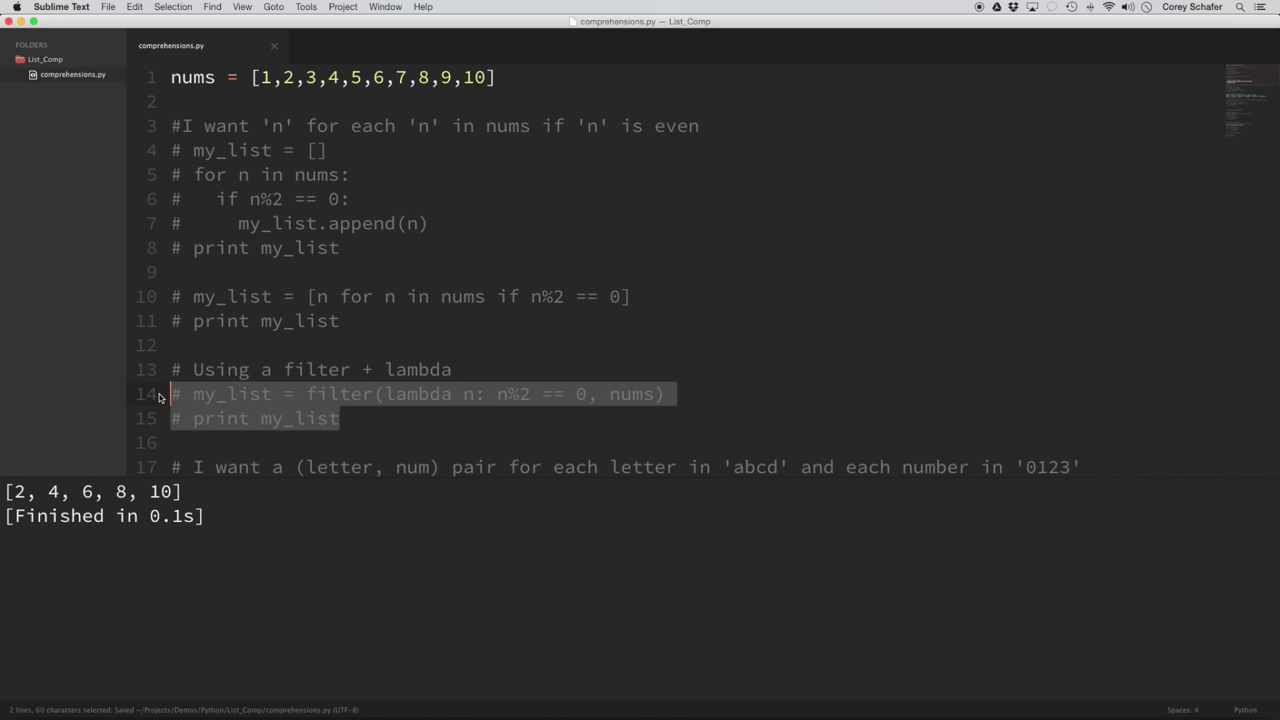 Sublime Text File Edit Selection Find View Goto Tools Project Window Help Corey Schafer
comprehensions.py — List_Comp
FOLDERS
List_Comp
comprehensions.py
comprehensions.py
1 nums = [1,2,3,4,5,6,7,8,9,10]
2
3 #I want 'n' for each 'n' in nums if 'n' is even
4 # my_list = []
5 # for n in nums:
6 #   if n%2 == 0:
7 #     my_list.append(n)
8 # print my_list
9
10 # my_list = [n for n in nums if n%2 == 0]
11 # print my_list
12
13 # Using a filter + lambda
14 # my_list = filter(lambda n: n%2 == 0, nums)
15 # print my_list
16
17 # I want a (letter, num) pair for each letter in 'abcd' and each number in '0123'
[2, 4, 6, 8, 10]
[Finished in 0.1s]
2 lines, 60 characters selected; Saved ~/Projects/Demos/Python/List_Comp/comprehensions.py (UTF-8) Spaces: 4 Python